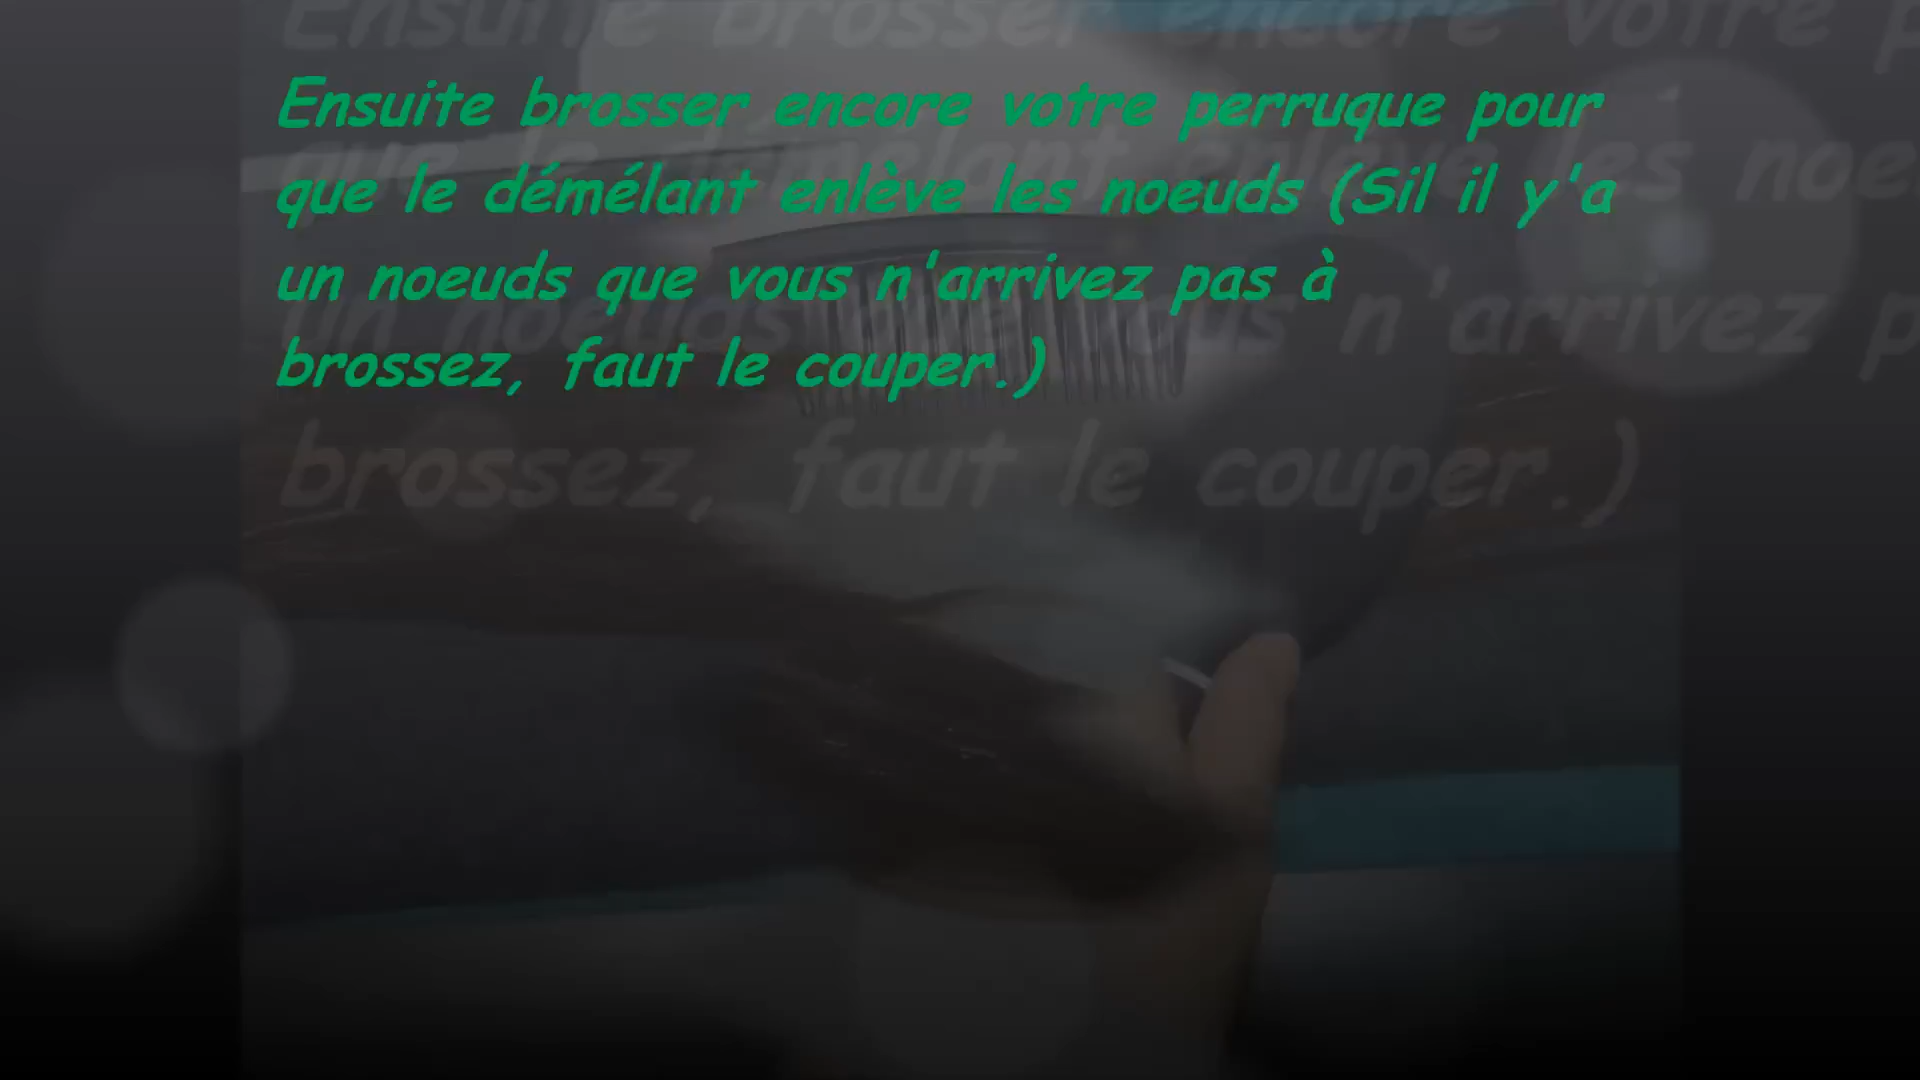 Ensuite brosser encore votre perruque pour
que le démélant enlève les noeuds (Sil il y'a
un noeuds que vous n'arrivez pas à
brossez, faut le couper.)